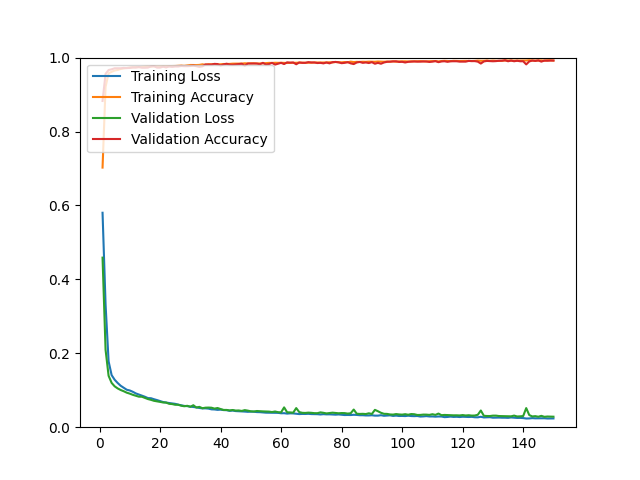 1.0
0.8
0.6
0.4
0.2
0.0
Training Loss
Training Accuracy
Validation Loss
Validation Accuracy
0 20 40 60 80 100 120 140